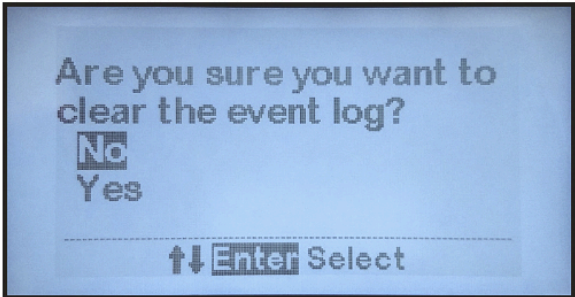 Are you sure you want to
clear the event log?
No
Yes
↑↓ Enter Select